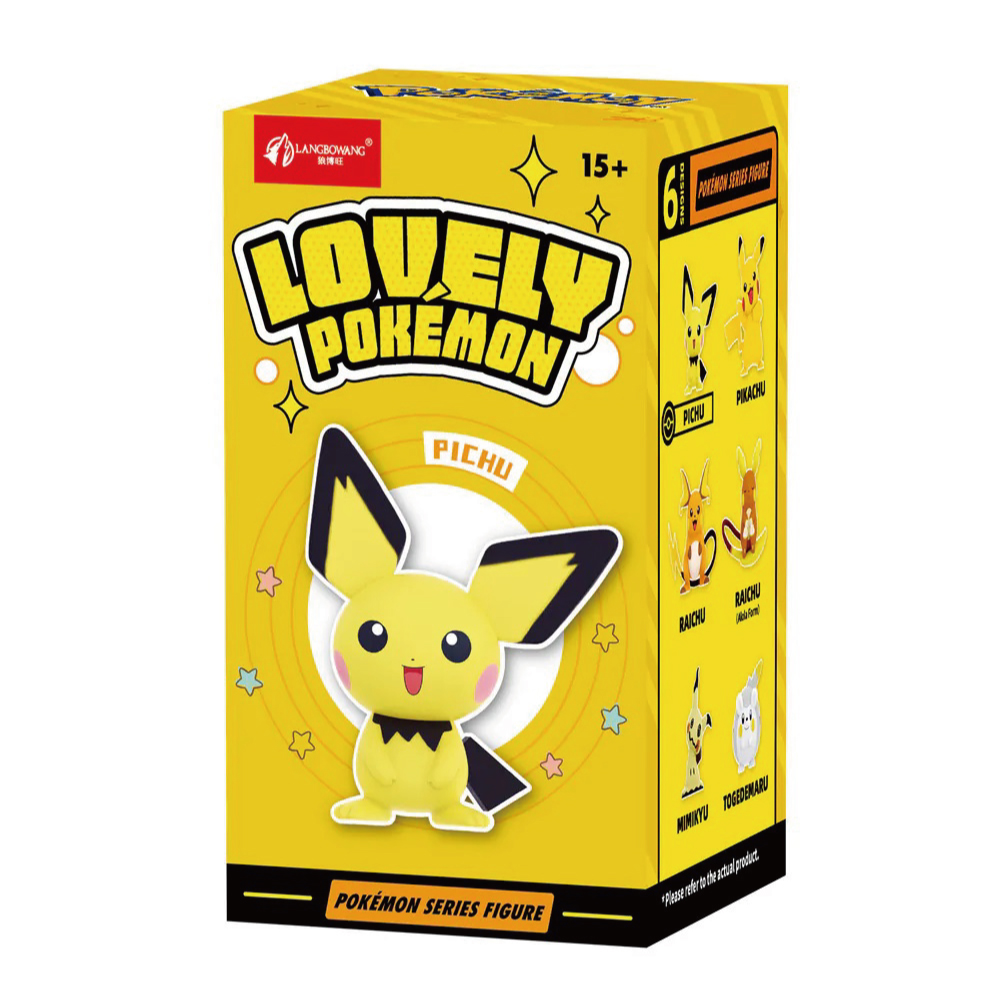 Pokémon
LANGBOWANG®
狼博旺
15+
LOVELY
POKÉMON
PICHU
POKÉMON SERIES FIGURE
6
DESIGNS
POKÉMON SERIES FIGURE
PICHU
PIKACHU
RAICHU
RAICHU
(Alola Form)
MIMIKYU
TOGEDEMARU
*Please refer to the actual product.